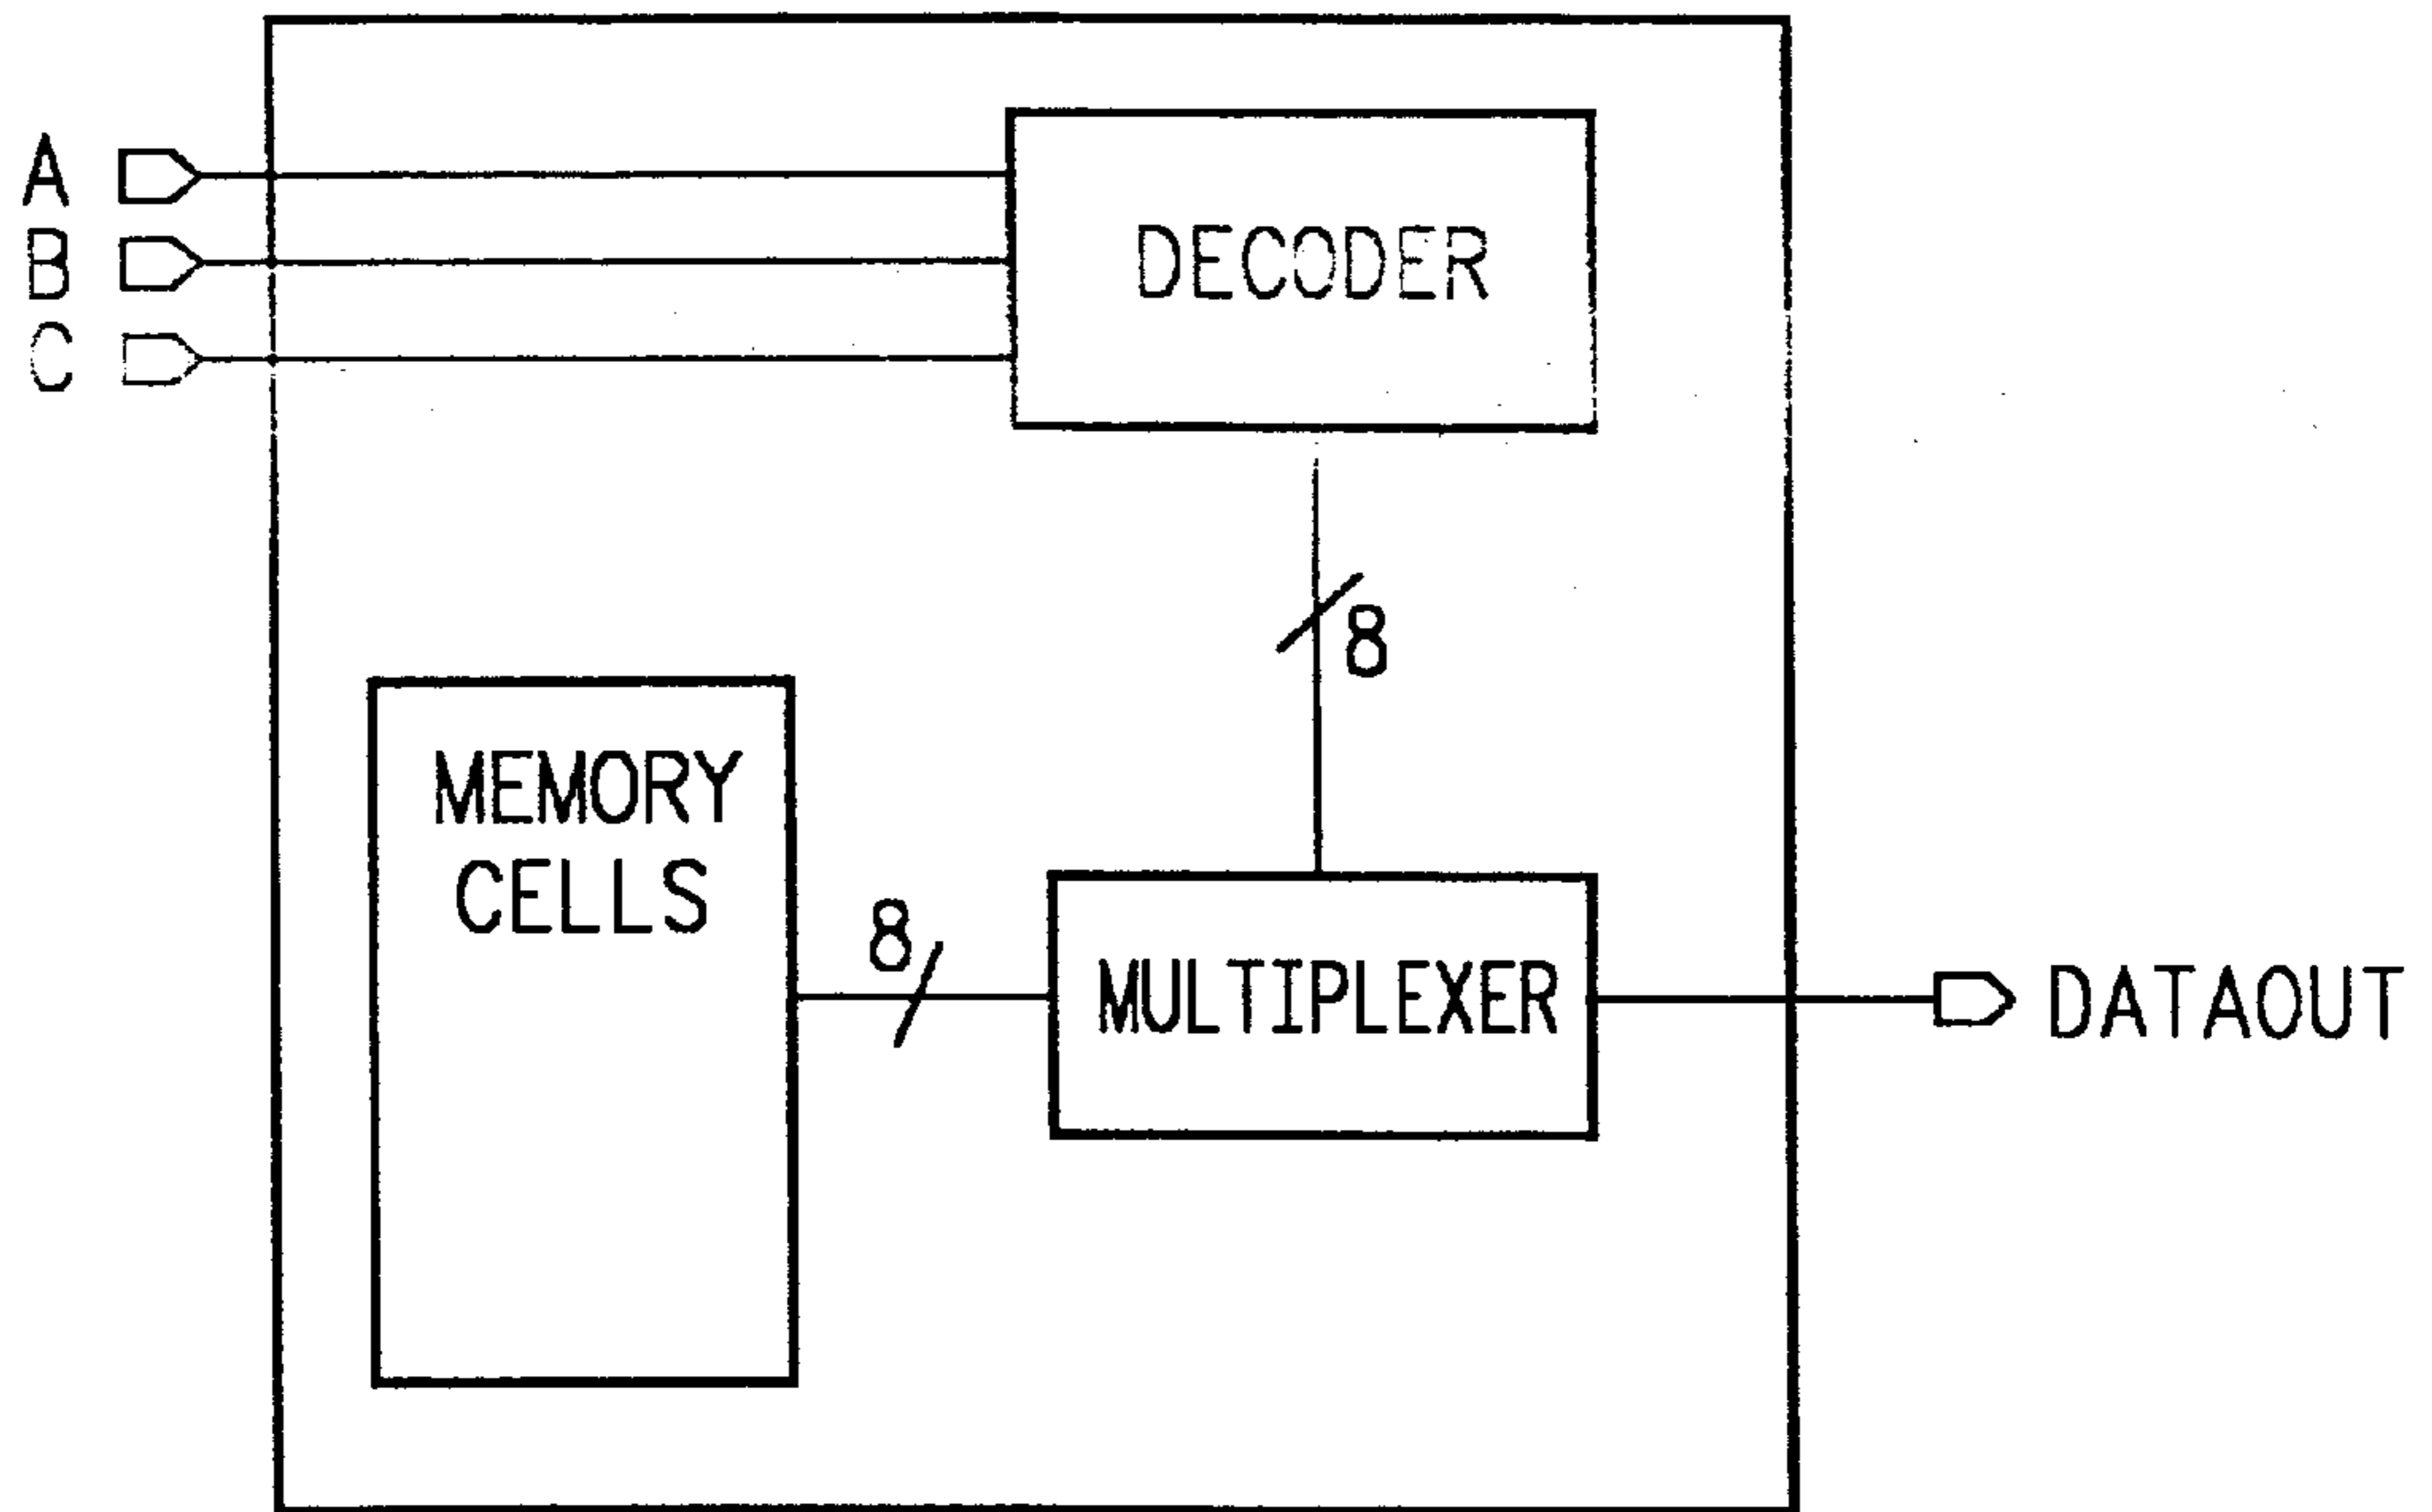 A
B
C
DECODER
8
MEMORY
CELLS
8
MULTIPLEXER
DATAOUT